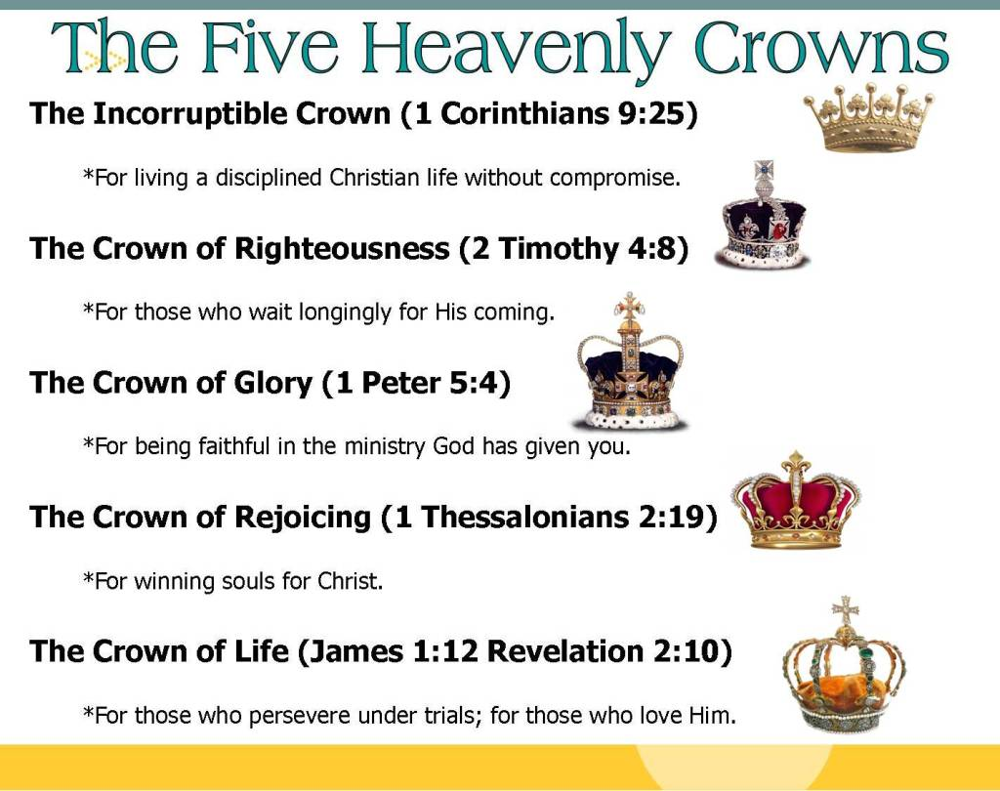 The Five Heavenly Crowns
The Incorruptible Crown (1 Corinthians 9:25)
*For living a disciplined Christian life without compromise.
The Crown of Righteousness (2 Timothy 4:8)
*For those who wait longingly for His coming.
The Crown of Glory (1 Peter 5:4)
*For being faithful in the ministry God has given you.
The Crown of Rejoicing (1 Thessalonians 2:19)
*For winning souls for Christ.
The Crown of Life (James 1:12 Revelation 2:10)
*For those who persevere under trials; for those who love Him.